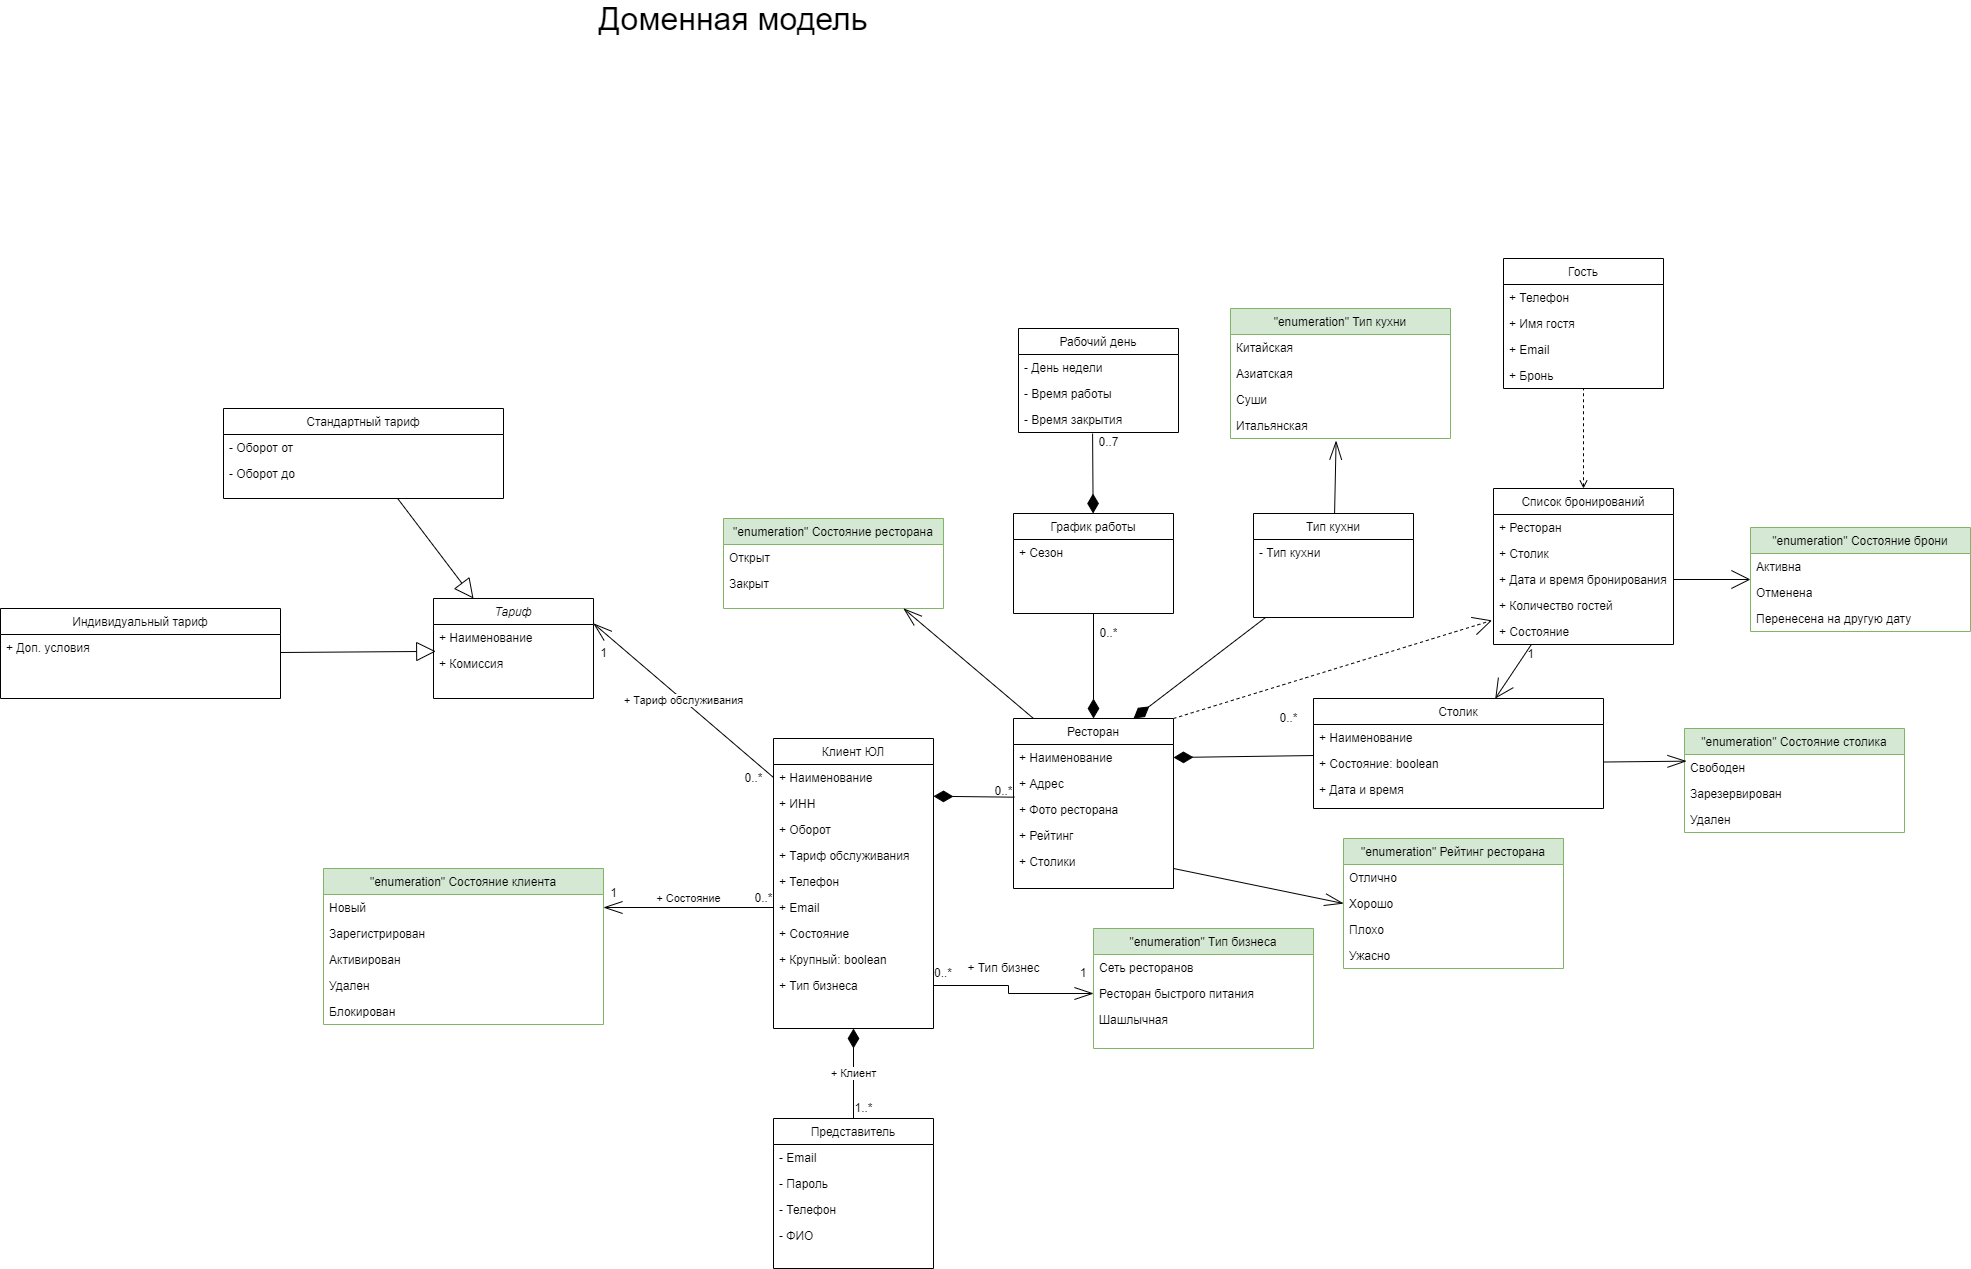 Доменная модель
Гость
+ Телефон
+ Имя гостя
+ Email
+ Бронь
"enumeration" Тип кухни
Китайская
Азиатская
Суши
Итальянская
Рабочий день
- День недели
- Время работы
- Время закрытия
0..7
Стандартный тариф
- Оборот от
- Оборот до
"enumeration" Состояние ресторана
Открыт
Закрыт
График работы
+ Сезон
0..*
Тип кухни
- Тип кухни
Список бронирований
+ Ресторан
+ Столик
+ Дата и время бронирования
+ Количество гостей
+ Состояние
1
"enumeration" Состояние брони
Активна
Отменена
Перенесена на другую дату
Индивидуальный тариф
+ Доп. условия
Тариф
+ Наименование
+ Комиссия
1
+ Тариф обслуживания
0..*
Клиент ЮЛ
+ Наименование
+ ИНН
+ Оборот
+ Тариф обслуживания
+ Телефон
+ Email
+ Состояние
+ Крупный: boolean
+ Тип бизнеса
0..*
Ресторан
+ Наименование
+ Адрес
+ Фото ресторана
+ Рейтинг
+ Столики
0..*
Столик
+ Наименование
+ Состояние: boolean
+ Дата и время
"enumeration" Состояние столика
Свободен
Зарезервирован
Удален
"enumeration" Рейтинг ресторана
Отлично
Хорошо
Плохо
Ужасно
"enumeration" Состояние клиента
Новый
Зарегистрирован
Активирован
Удален
Блокирован
1
+ Состояние
0..*
0..*
+ Тип бизнес
1
"enumeration" Тип бизнеса
Сеть ресторанов
Ресторан быстрого питания
Шашлычная
+ Клиент
1..*
Представитель
- Email
- Пароль
- Телефон
- ФИО